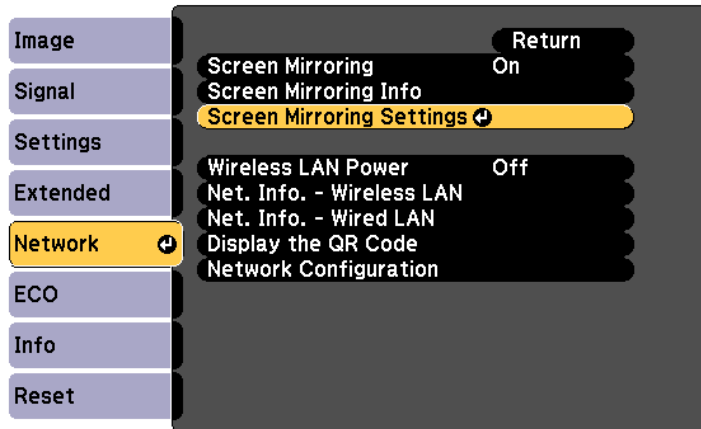 Image
Signal
Settings
Extended
Network
ECO
Info
Reset
Return
Screen Mirroring On
Screen Mirroring Info
Screen Mirroring Settings
Wireless LAN Power Off
Net. Info. - Wireless LAN
Net. Info. - Wired LAN
Display the QR Code
Network Configuration